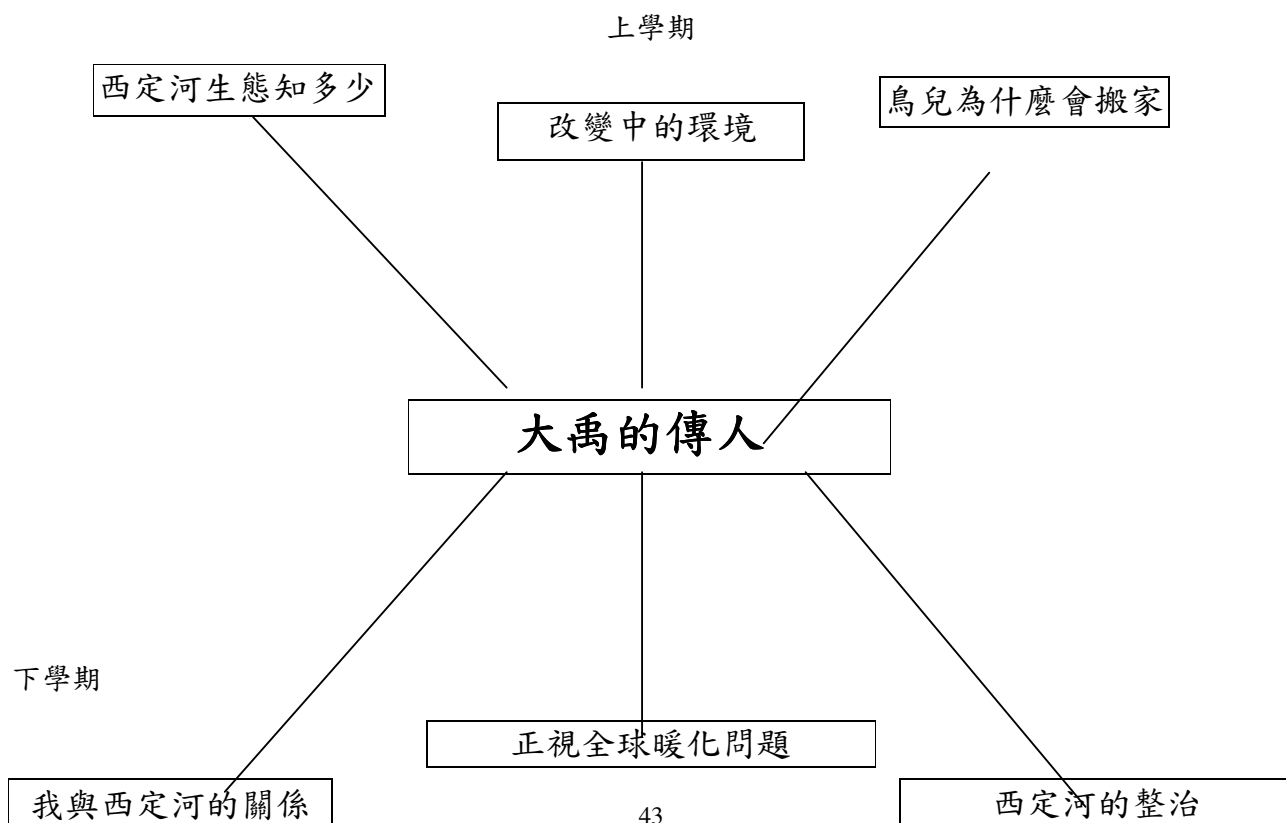 上學期
西定河生態知多少
改變中的環境
鳥兒為什麼會搬家
大禹的傳人
下學期
正視全球暖化問題
我與西定河的關係
西定河的整治
43